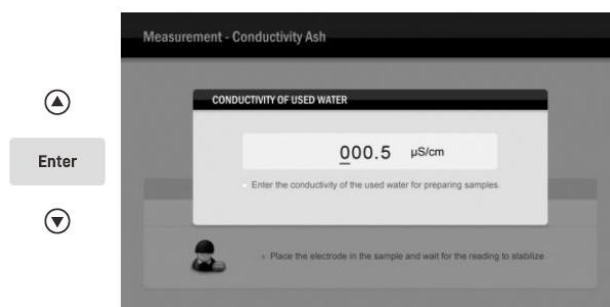 Measurement - Conductivity Ash
CONDUCTIVITY OF USED WATER
Enter
000.5 µS/cm
Enter the conductivity of the used water for preparing samples.
Place the electrode in the sample and wait for the reading to stabilize